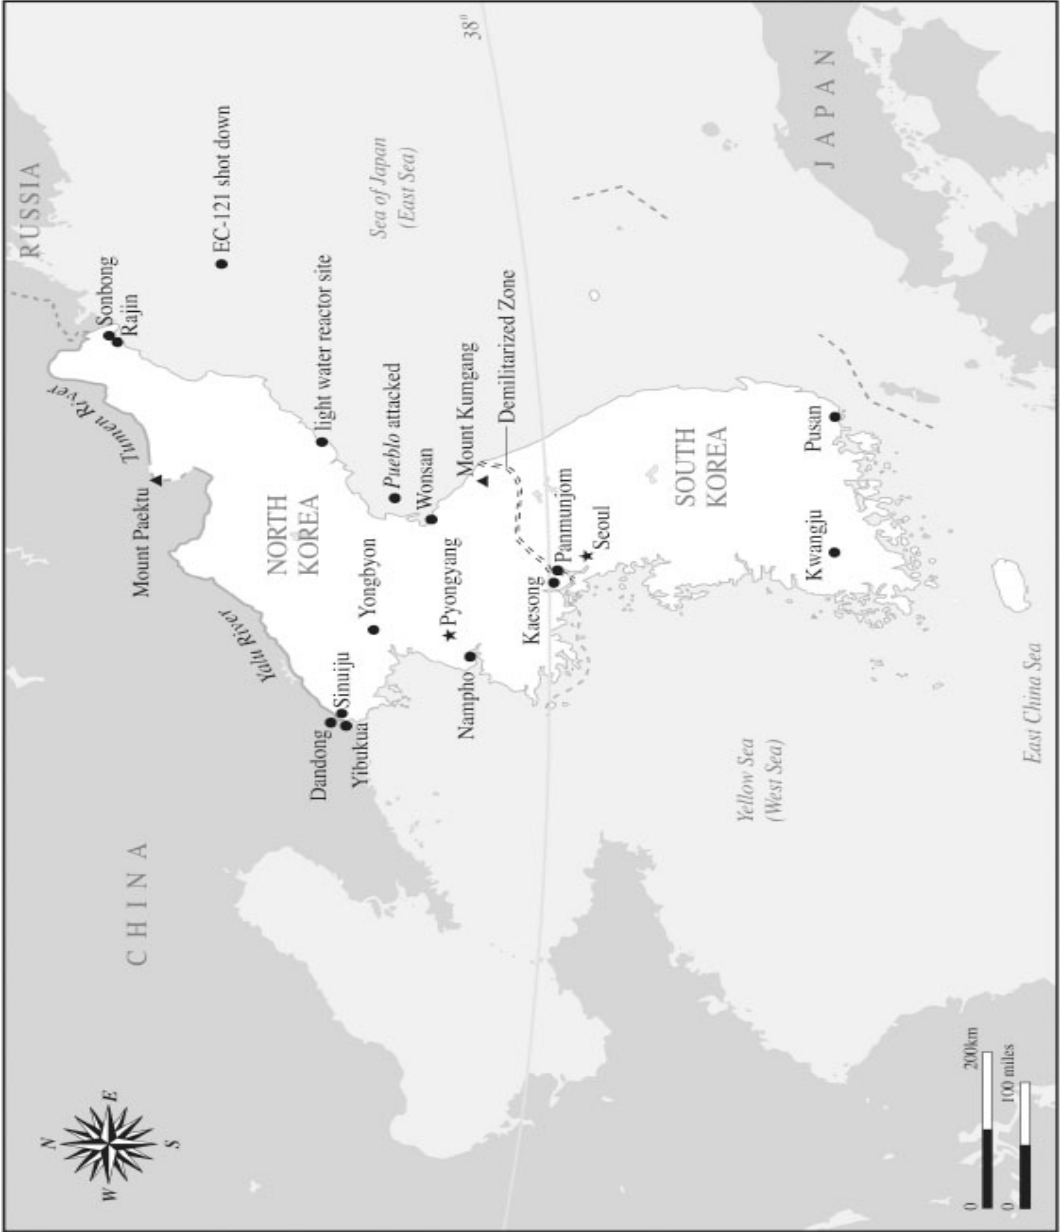 RUSSIA
CHINA
JAPAN
NORTH
KOREA
SOUTH
KOREA
38°
Sonbong
Rajin
EC-121 shot down
Tumen River
Mount Paektu
Yalu River
light water reactor site
Sea of Japan
(East Sea)
Dandong
Sinuiju
Yibukua
Yongbyon
Pueblo attacked
Wonsan
Pyongyang
Nampho
Mount Kumgang
Demilitarized Zone
Kaesong
Panmunjom
Seoul
Kwangju
Pusan
Yellow Sea
(West Sea)
East China Sea
N
E
S
W
0
200km
0
100 miles